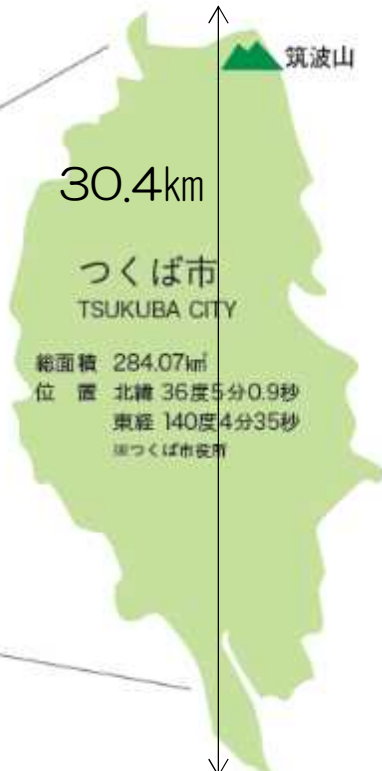 筑波山
30.4㎞
つくば市
TSUKUBA CITY
総面積 284.07㎢
位 置 北緯 36度5分0.9秒
東経 140度4分35秒
※つくば市役所